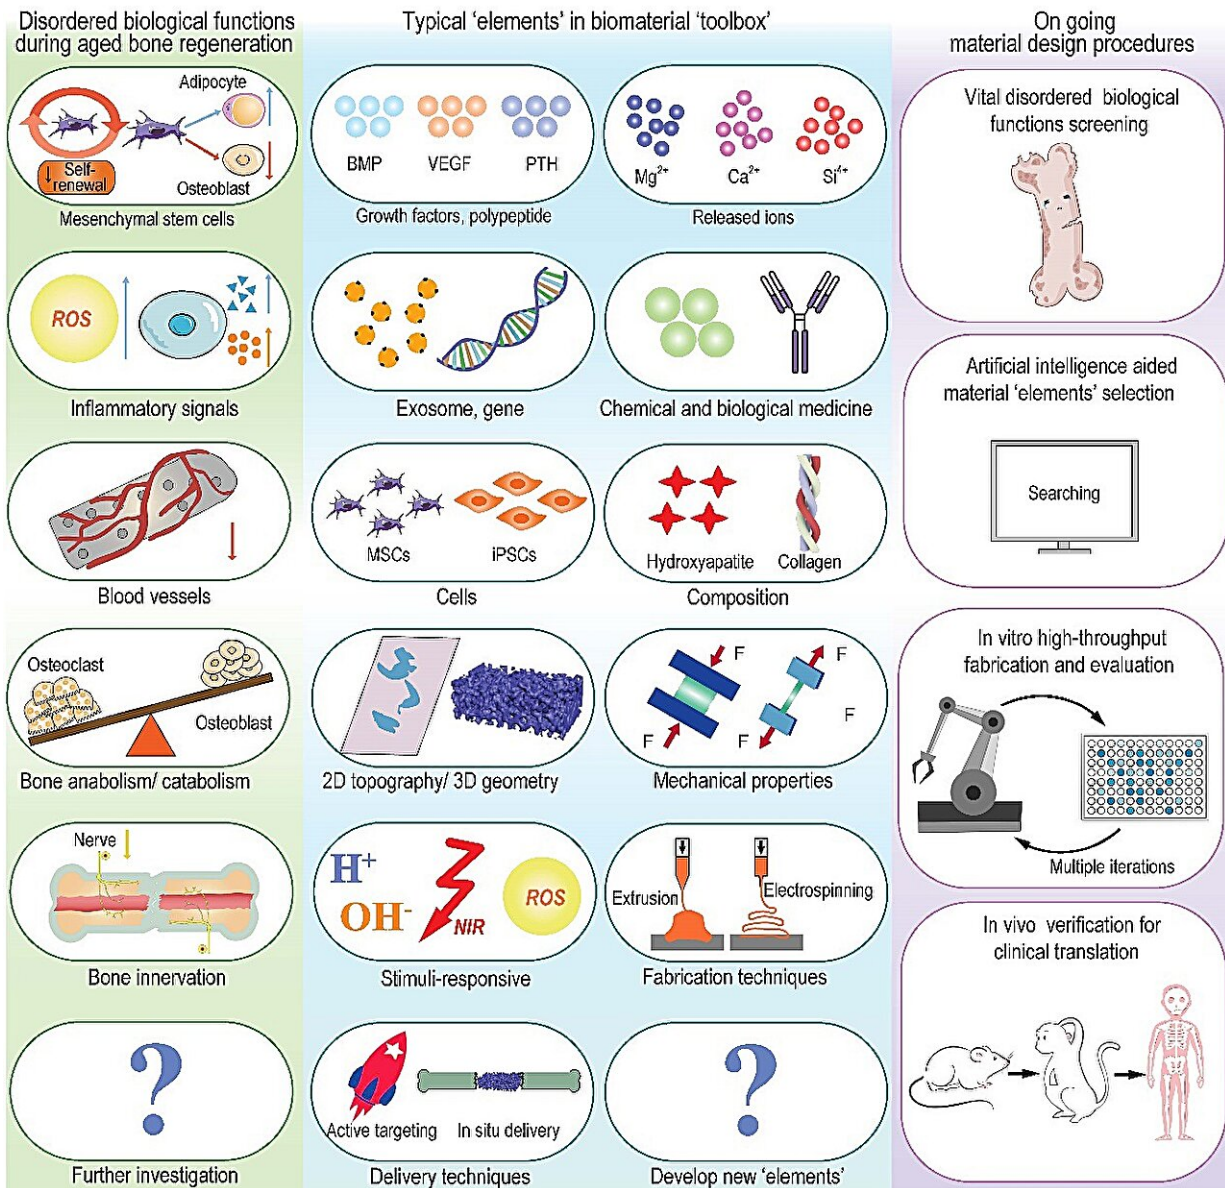 Disordered biological functions
during aged bone regeneration
Adipocyte
↓ Self-
renewal
Osteoblast
Mesenchymal stem cells
ROS
Inflammatory signals
Blood vessels
Osteoclast
Osteoblast
Bone anabolism/ catabolism
Nerve
Bone innervation
?
Further investigation
Typical ‘elements’ in biomaterial ‘toolbox’
BMP
VEGF
PTH
Growth factors, polypeptide
Mg²⁺
Ca²⁺
Si⁴⁺
Released ions
Exosome, gene
Chemical and biological medicine
MSCs
iPSCs
Cells
Hydroxyapatite
Collagen
Composition
2D topography/ 3D geometry
F
F
F
F
Mechanical properties
H⁺
OH⁻
NIR
ROS
Stimuli-responsive
Extrusion
Electrospinning
Fabrication techniques
Active targeting
In situ delivery
Delivery techniques
?
Develop new ‘elements’
On going
material design procedures
Vital disordered biological
functions screening
Artificial intelligence aided
material ‘elements’ selection
Searching
In vitro high-throughput
fabrication and evaluation
Multiple iterations
In vivo verification for
clinical translation